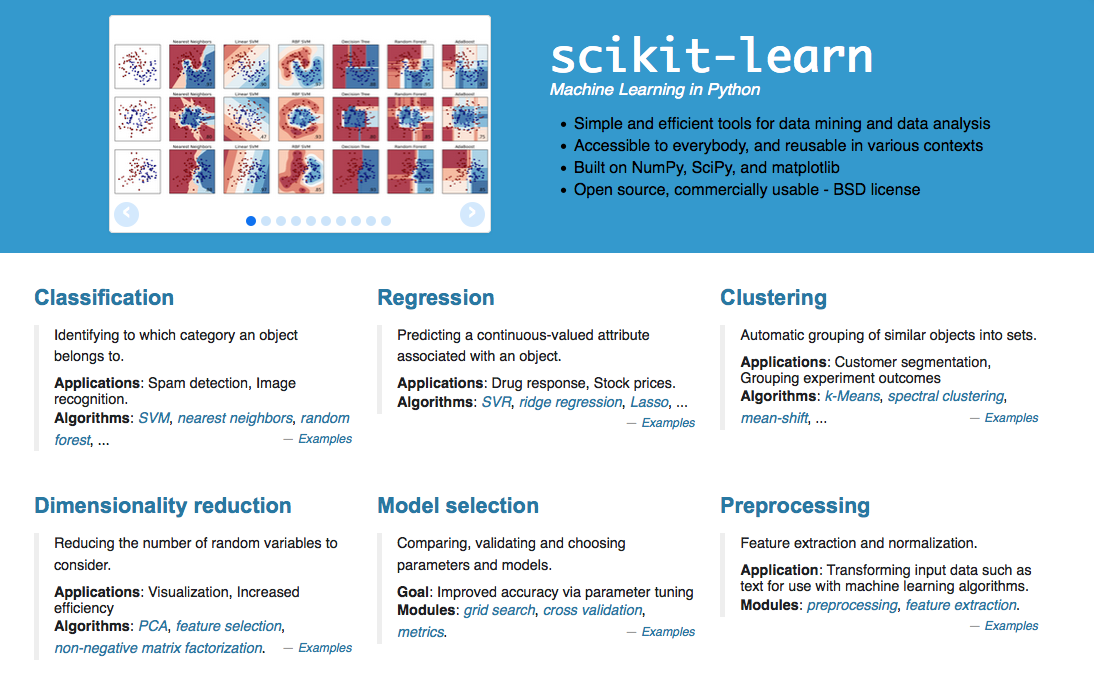 Nearest Neighbors Linear SVM RBF SVM Decision Tree Random Forest AdaBoost
scikit-learn
Machine Learning in Python
Simple and efficient tools for data mining and data analysis
Accessible to everybody, and reusable in various contexts
Built on NumPy, SciPy, and matplotlib
Open source, commercially usable - BSD license
Classification
Identifying to which category an object
belongs to.
Applications: Spam detection, Image
recognition.
Algorithms: SVM, nearest neighbors, random
forest, ... — Examples
Regression
Predicting a continuous-valued attribute
associated with an object.
Applications: Drug response, Stock prices.
Algorithms: SVR, ridge regression, Lasso, ...
— Examples
Clustering
Automatic grouping of similar objects into sets.
Applications: Customer segmentation,
Grouping experiment outcomes
Algorithms: k-Means, spectral clustering,
mean-shift, ... — Examples
Dimensionality reduction
Reducing the number of random variables to
consider.
Applications: Visualization, Increased
efficiency
Algorithms: PCA, feature selection,
non-negative matrix factorization. — Examples
Model selection
Comparing, validating and choosing
parameters and models.
Goal: Improved accuracy via parameter tuning
Modules: grid search, cross validation,
metrics. — Examples
Preprocessing
Feature extraction and normalization.
Application: Transforming input data such as
text for use with machine learning algorithms.
Modules: preprocessing, feature extraction.
— Examples